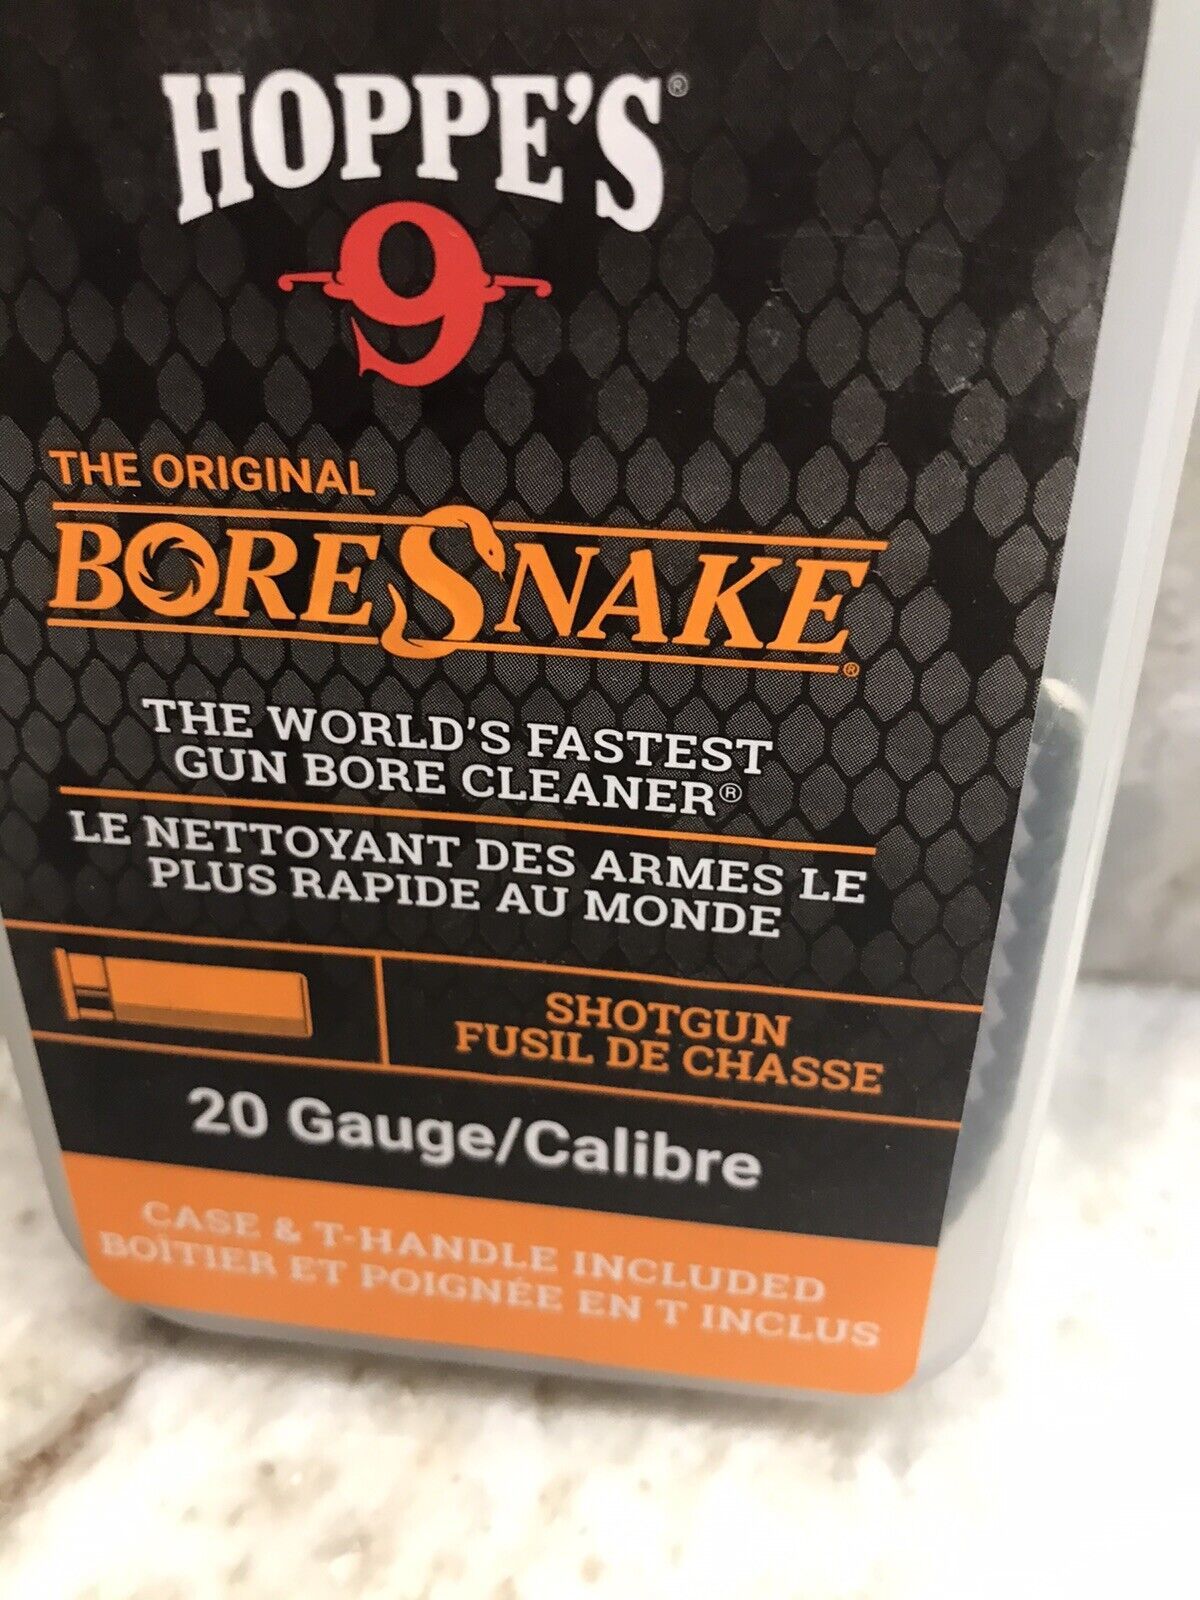 HOPPE'S®
9
THE ORIGINAL
BORESNAKE®
THE WORLD'S FASTEST
GUN BORE CLEANER®
LE NETTOYANT DES ARMES LE
PLUS RAPIDE AU MONDE
SHOTGUN
FUSIL DE CHASSE
20 Gauge/Calibre
CASE & T-HANDLE INCLUDED
BOÎTIER ET POIGNÉE EN T INCLUS